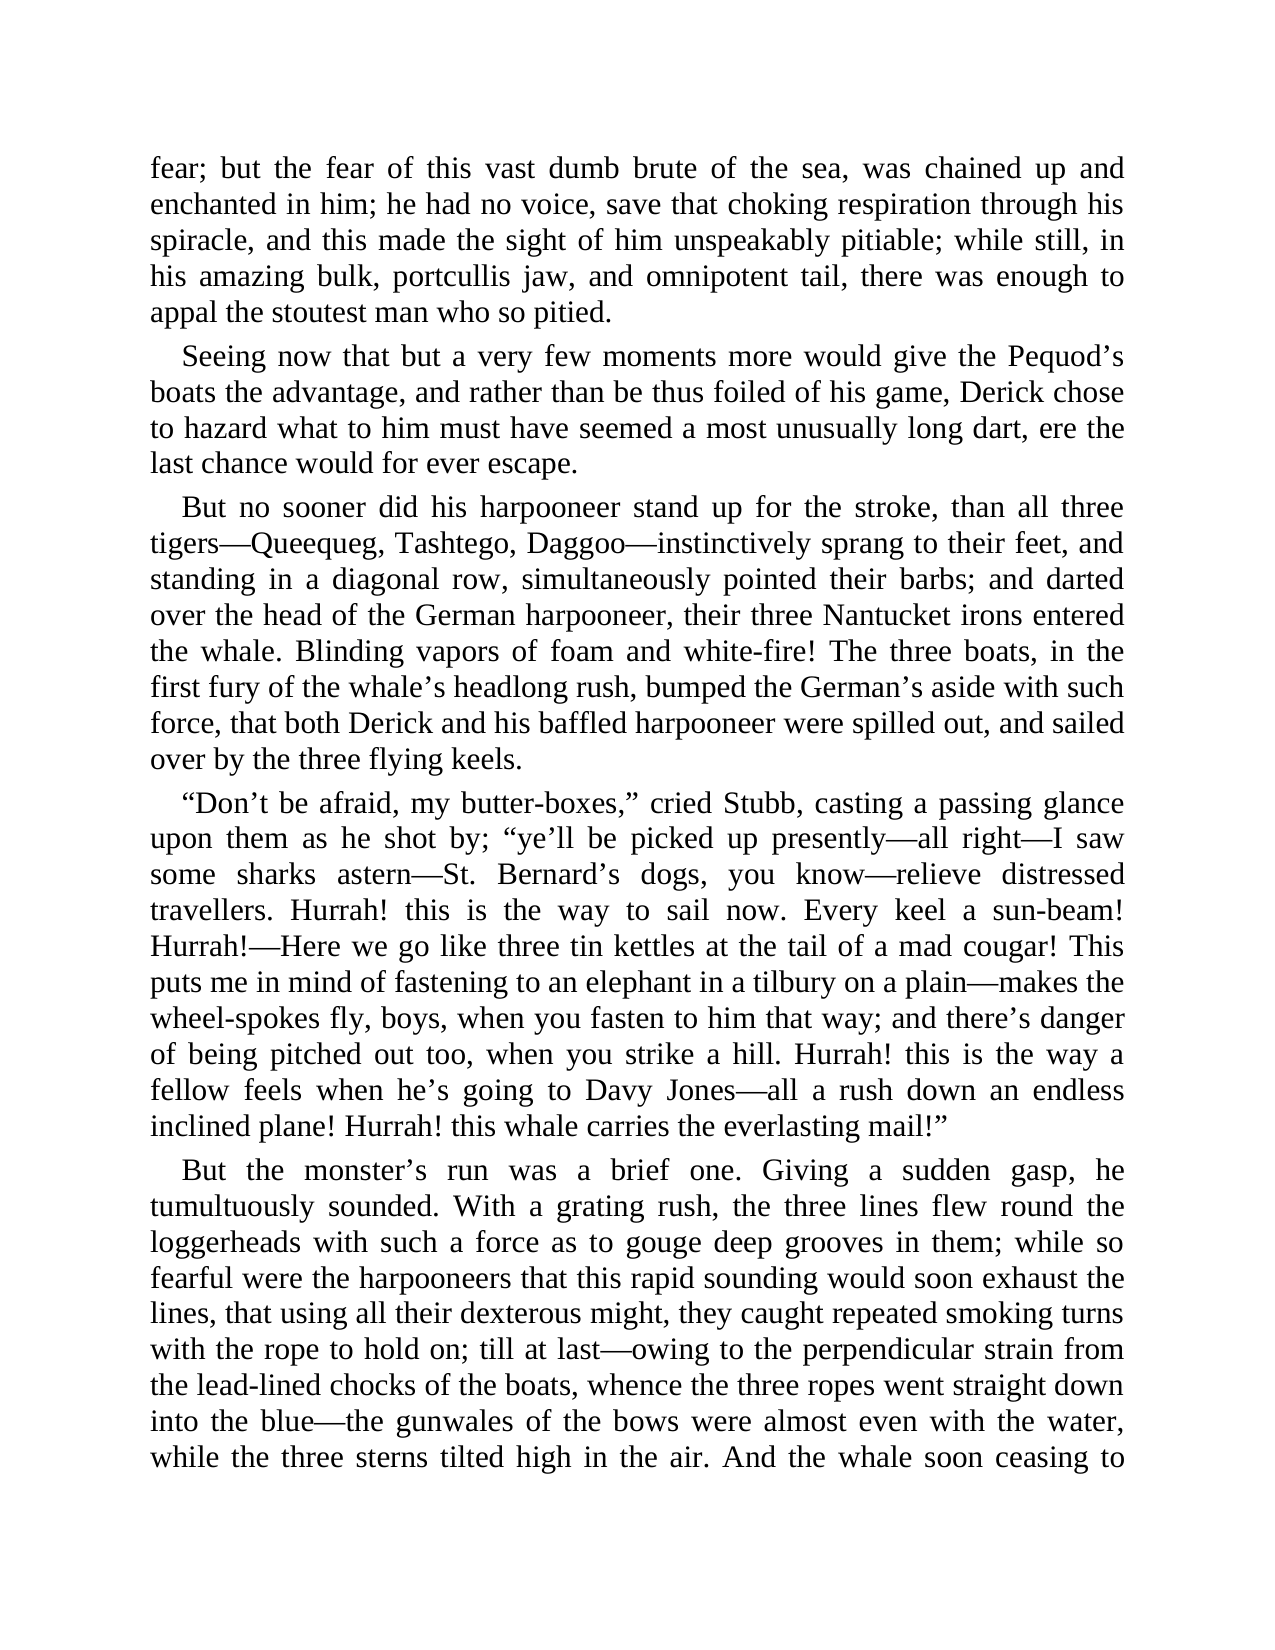 fear; but the fear of this vast dumb brute of the sea, was chained up and
enchanted in him; he had no voice, save that choking respiration through his
spiracle, and this made the sight of him unspeakably pitiable; while still, in
his amazing bulk, portcullis jaw, and omnipotent tail, there was enough to
appal the stoutest man who so pitied.
Seeing now that but a very few moments more would give the Pequod’s
boats the advantage, and rather than be thus foiled of his game, Derick chose
to hazard what to him must have seemed a most unusually long dart, ere the
last chance would for ever escape.
But no sooner did his harpooneer stand up for the stroke, than all three
tigers—Queequeg, Tashtego, Daggoo—instinctively sprang to their feet, and
standing in a diagonal row, simultaneously pointed their barbs; and darted
over the head of the German harpooneer, their three Nantucket irons entered
the whale. Blinding vapors of foam and white-fire! The three boats, in the
first fury of the whale’s headlong rush, bumped the German’s aside with such
force, that both Derick and his baffled harpooneer were spilled out, and sailed
over by the three flying keels.
“Don’t be afraid, my butter-boxes,” cried Stubb, casting a passing glance
upon them as he shot by; “ye’ll be picked up presently—all right—I saw
some sharks astern—St. Bernard’s dogs, you know—relieve distressed
travellers. Hurrah! this is the way to sail now. Every keel a sun-beam!
Hurrah!—Here we go like three tin kettles at the tail of a mad cougar! This
puts me in mind of fastening to an elephant in a tilbury on a plain—makes the
wheel-spokes fly, boys, when you fasten to him that way; and there’s danger
of being pitched out too, when you strike a hill. Hurrah! this is the way a
fellow feels when he’s going to Davy Jones—all a rush down an endless
inclined plane! Hurrah! this whale carries the everlasting mail!”
But the monster’s run was a brief one. Giving a sudden gasp, he
tumultuously sounded. With a grating rush, the three lines flew round the
loggerheads with such a force as to gouge deep grooves in them; while so
fearful were the harpooneers that this rapid sounding would soon exhaust the
lines, that using all their dexterous might, they caught repeated smoking turns
with the rope to hold on; till at last—owing to the perpendicular strain from
the lead-lined chocks of the boats, whence the three ropes went straight down
into the blue—the gunwales of the bows were almost even with the water,
while the three sterns tilted high in the air. And the whale soon ceasing to